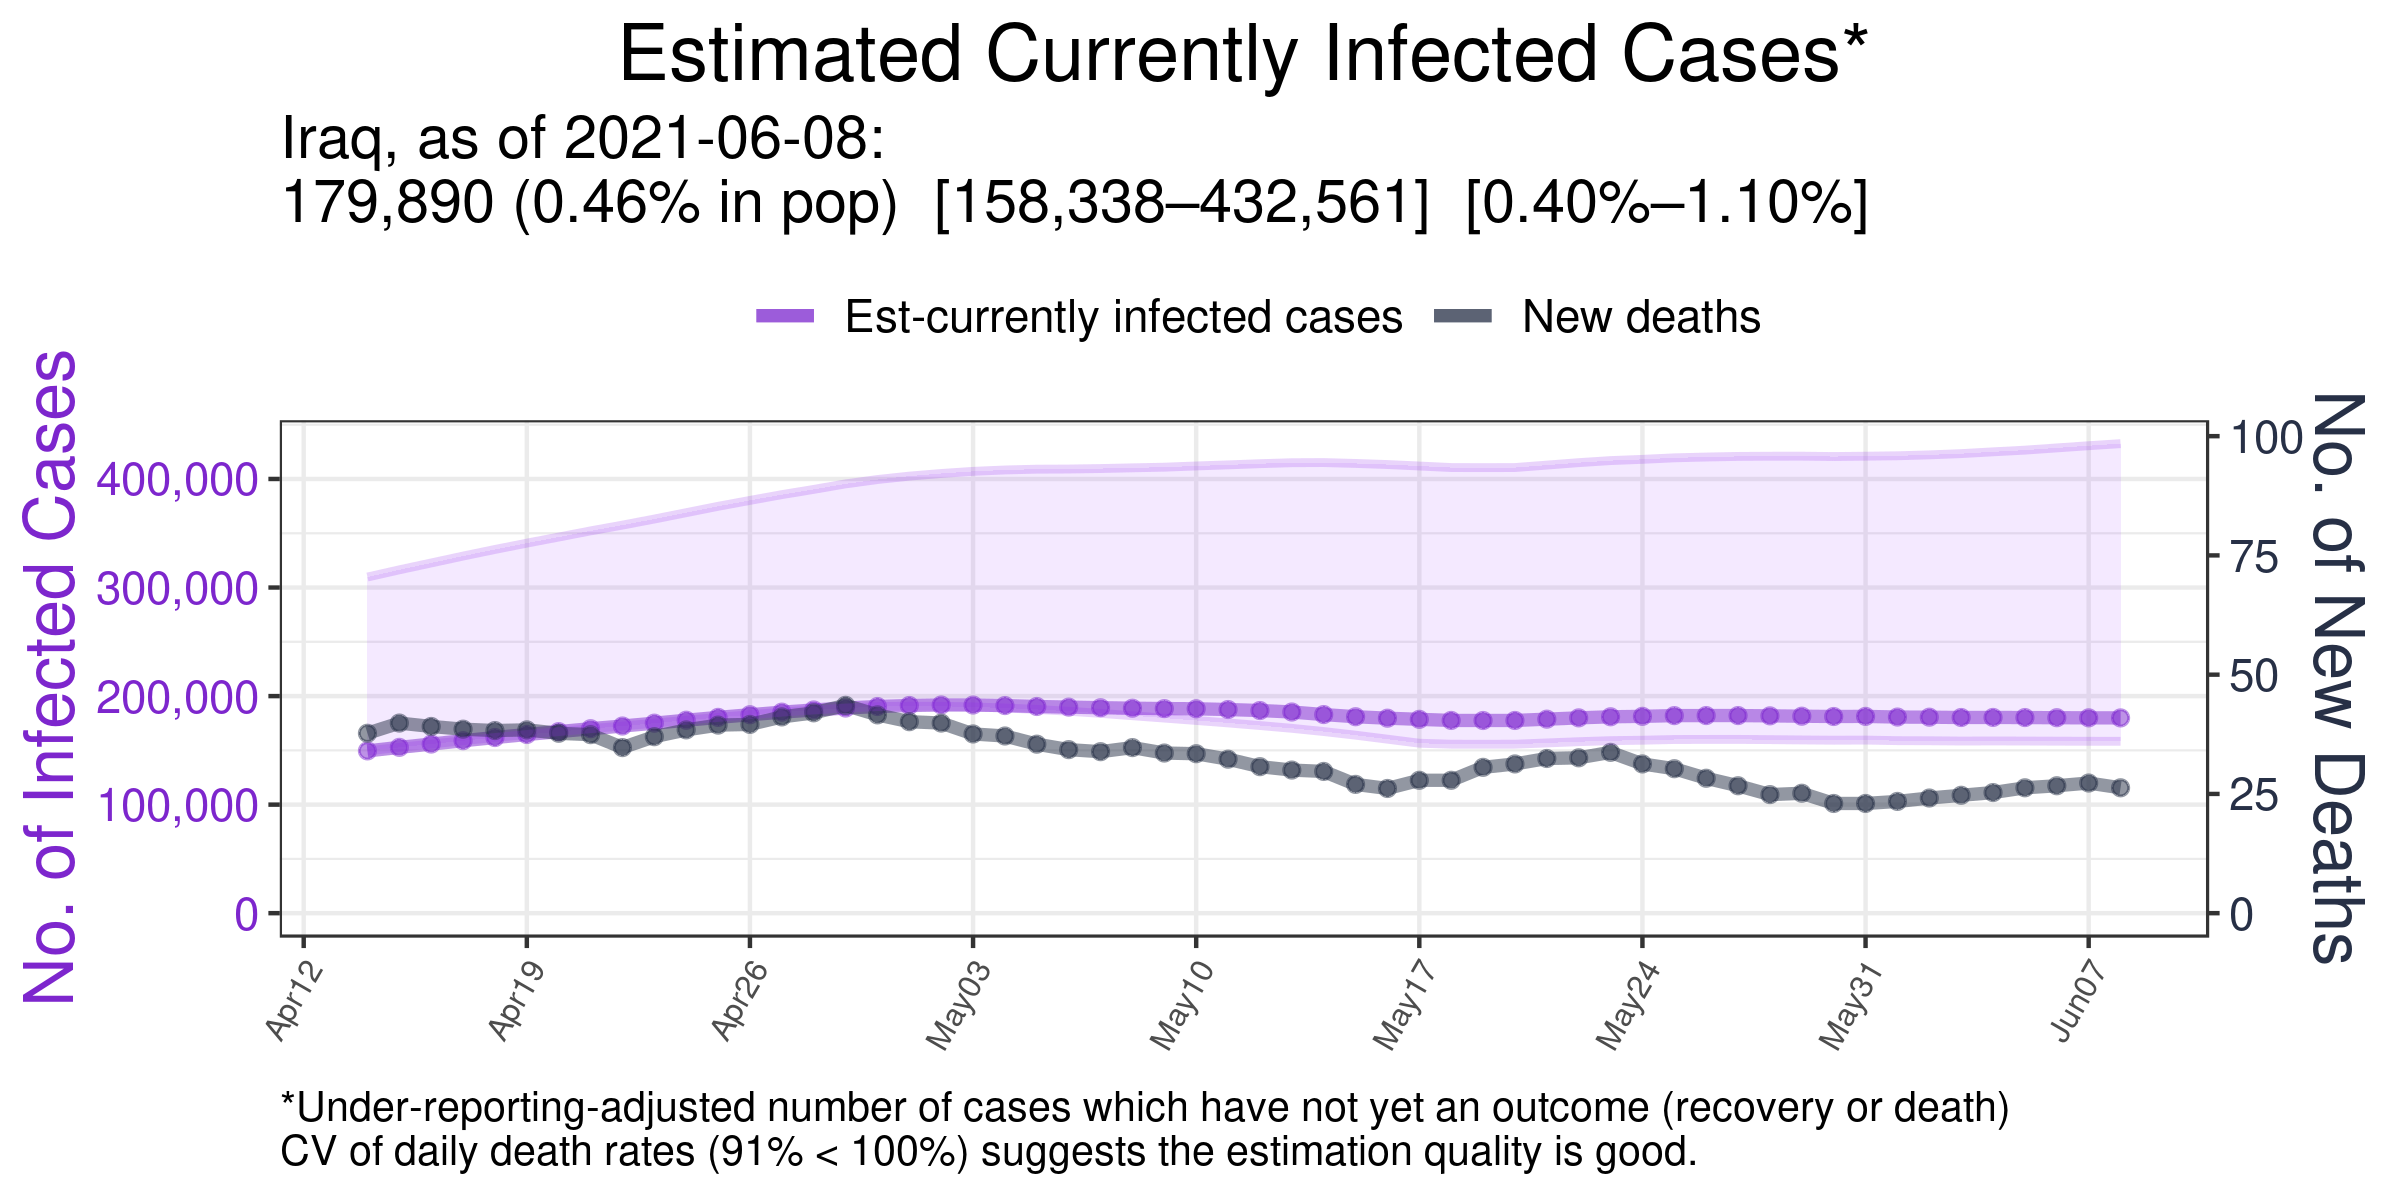 Estimated Currently Infected Cases*
Iraq, as of 2021-06-08:
179,890 (0.46% in pop)  [158,338–432,561]  [0.40%–1.10%]
Est-currently infected cases
New deaths
No. of Infected Cases
400,000
300,000
200,000
100,000
0
100
75
50
25
0
No. of New Deaths
Apr12
Apr19
Apr26
May03
May10
May17
May24
May31
Jun07
*Under-reporting-adjusted number of cases which have not yet an outcome (recovery or death)
CV of daily death rates (91% < 100%) suggests the estimation quality is good.